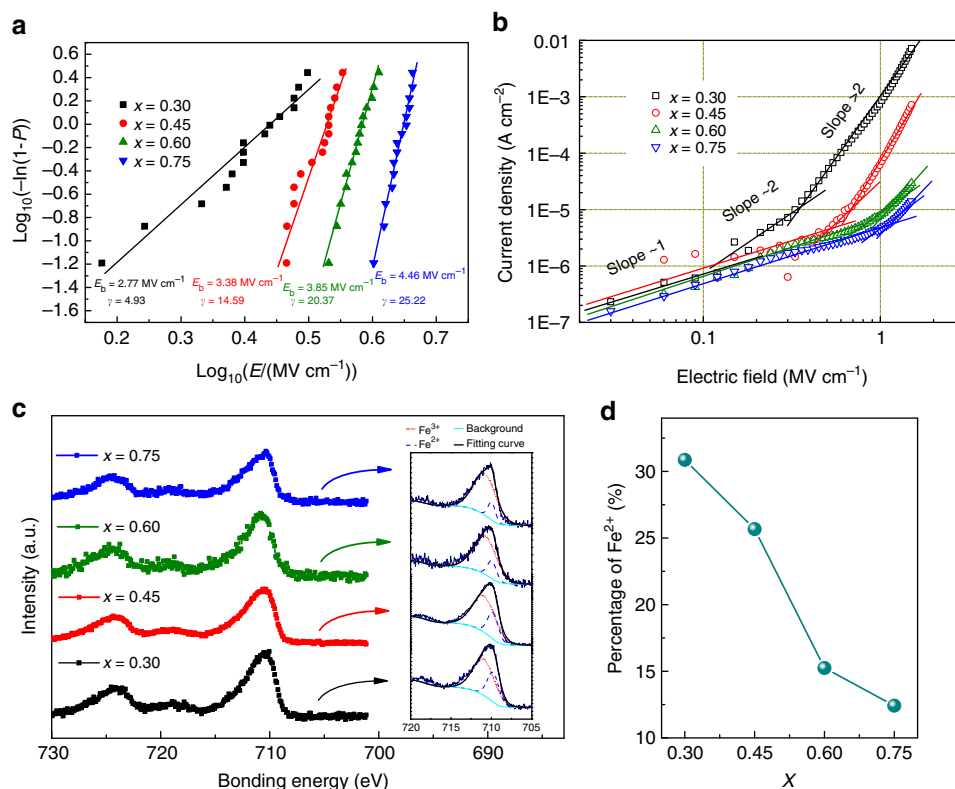 a
Log10(–ln(1-P))
0.6
0.4
0.2
0.0
–0.2
–0.4
–0.6
–0.8
–1.0
–1.2
–1.4
–1.6
x = 0.30
x = 0.45
x = 0.60
x = 0.75
Eb = 2.77 MV cm–1
γ = 4.93
Eb = 3.38 MV cm–1
γ = 14.59
Eb = 3.85 MV cm–1
γ = 20.37
Eb = 4.46 MV cm–1
γ = 25.22
0.2 0.3 0.4 0.5 0.6 0.7
Log10(E/(MV cm–1))
b
Current density (A cm–2)
0.01
1E–3
1E–4
1E–5
1E–6
1E–7
x = 0.30
x = 0.45
x = 0.60
x = 0.75
Slope >2
Slope ~2
Slope ~1
0.1 1
Electric field (MV cm–1)
c
Intensity (a.u.)
x = 0.75
x = 0.60
x = 0.45
x = 0.30
Fe3+ Background
Fe2+ Fitting curve
720 715 710 705
730 720 710 700 690
Bonding energy (eV)
d
Percentage of Fe2+ (%)
30
25
20
15
10
0.30 0.45 0.60 0.75
X